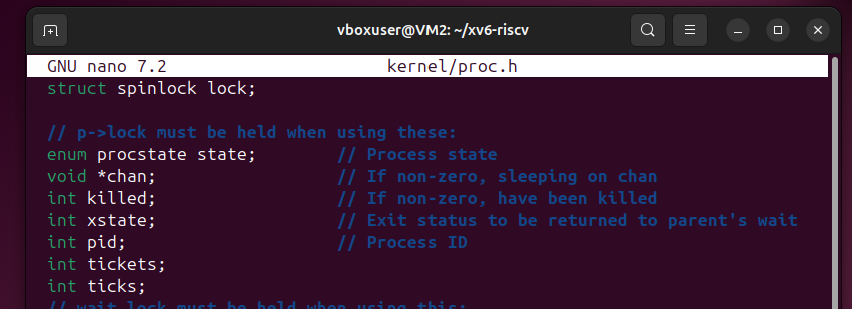 vboxuser@VM2: ~/xv6-riscv
GNU nano 7.2 kernel/proc.h
struct spinlock lock;
// p->lock must be held when using these:
enum procstate state; // Process state
void *chan; // If non-zero, sleeping on chan
int killed; // If non-zero, have been killed
int xstate; // Exit status to be returned to parent's wait
int pid; // Process ID
int tickets;
int ticks;
// wait_lock must be held when using this: